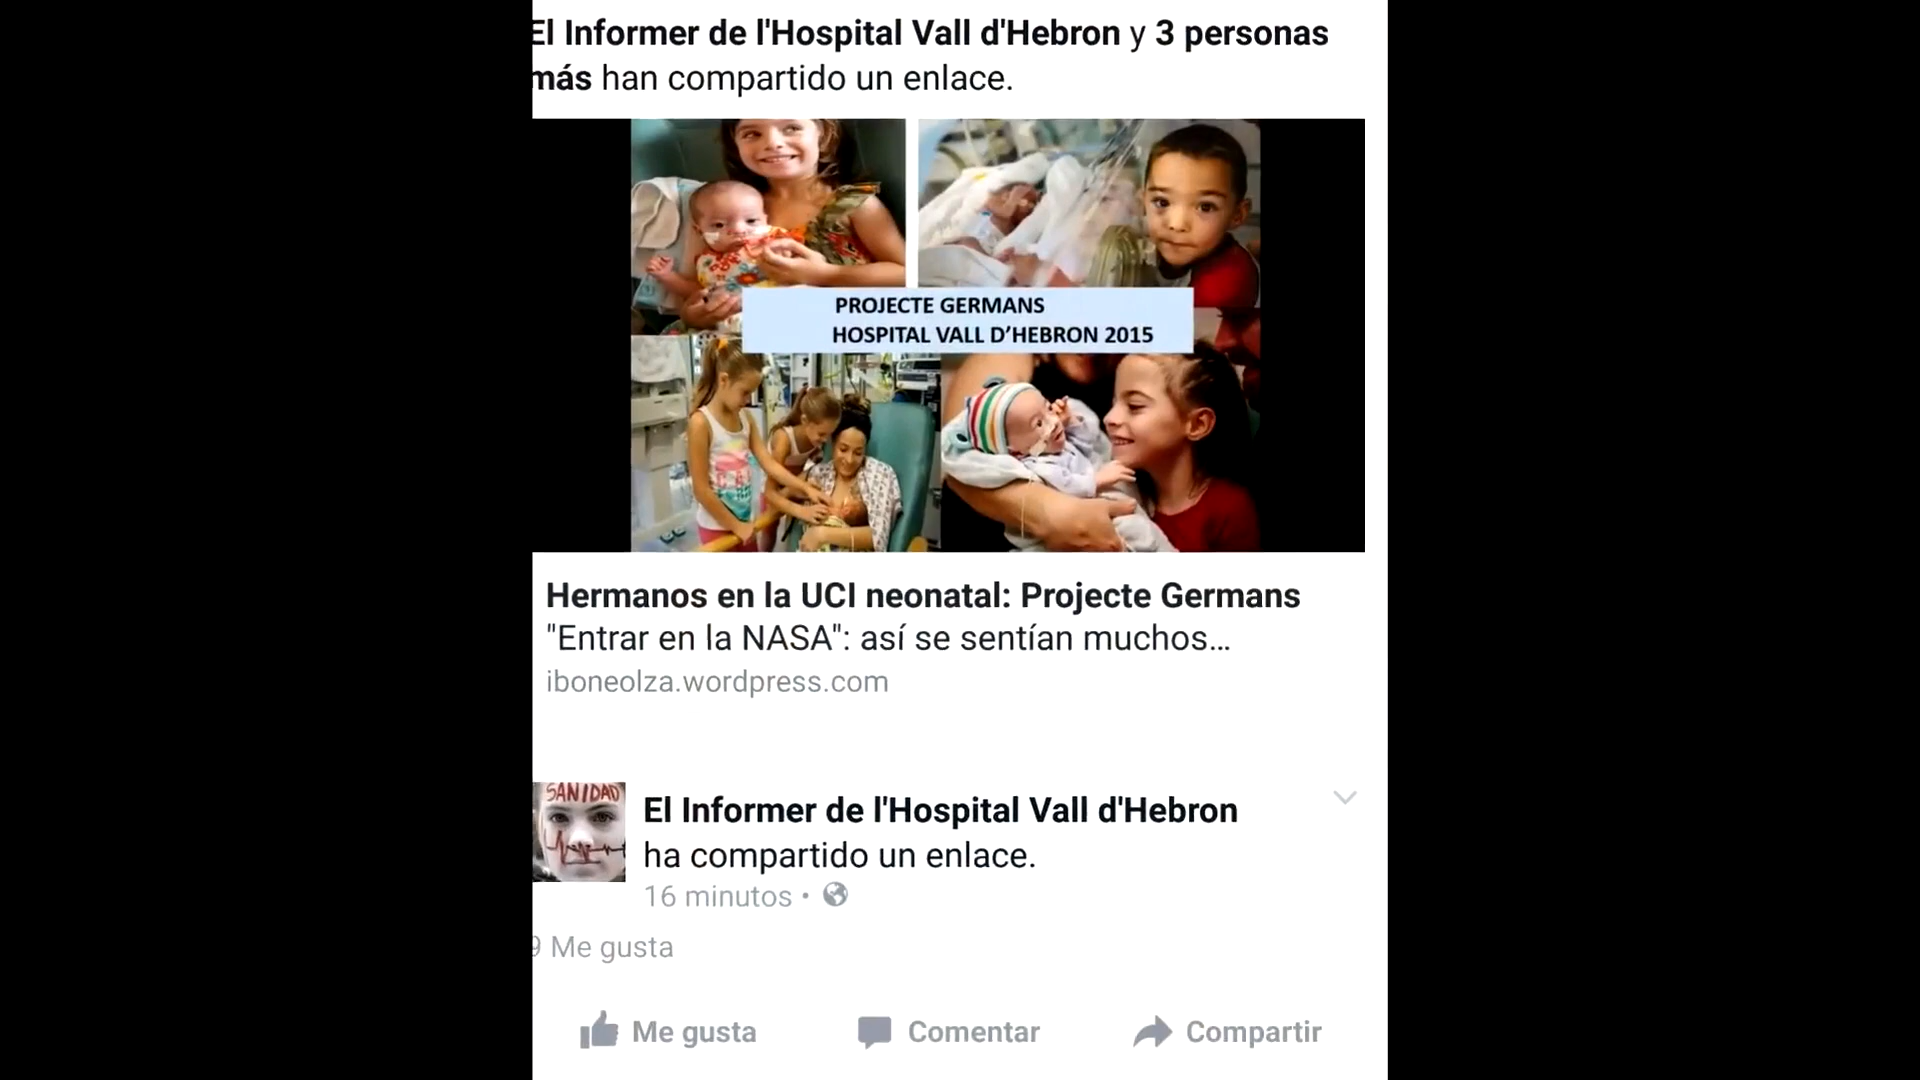 El Informer de l'Hospital Vall d'Hebron y 3 personas
más han compartido un enlace.
PROJECTE GERMANS
HOSPITAL VALL D'HEBRON 2015
Hermanos en la UCI neonatal: Projecte Germans
"Entrar en la NASA": así se sentían muchos...
iboneolza.wordpress.com
SANIDAD
El Informer de l'Hospital Vall d'Hebron
ha compartido un enlace.
16 minutos •
9 Me gusta
Me gusta
Comentar
Compartir